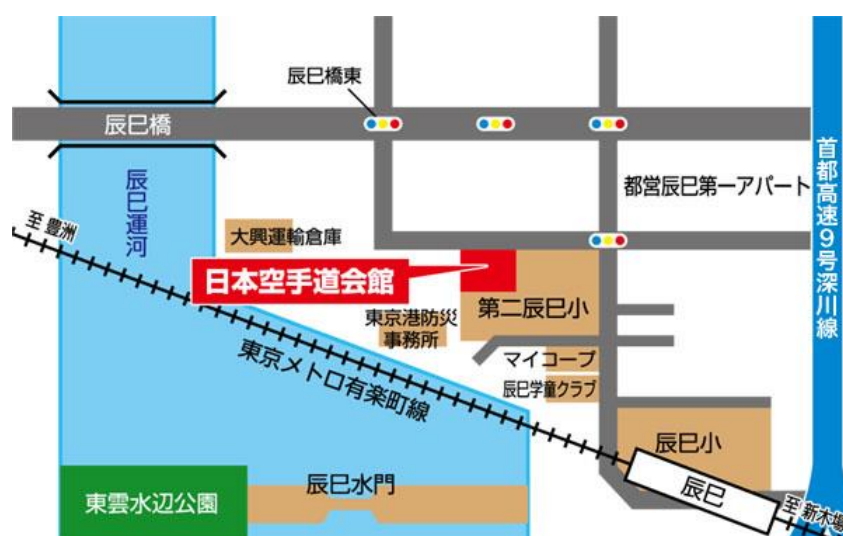 辰巳橋東
辰巳橋
首都高速9号深川線
都営辰巳第一アパート
辰巳運河
至 豊洲
大興運輸倉庫
日本空手道会館
第二辰巳小
東京港防災
事務所
東京メトロ有楽町線
マイコープ
辰巳学童クラブ
辰巳小
辰巳水門
東雲水辺公園
辰巳
至 新木場